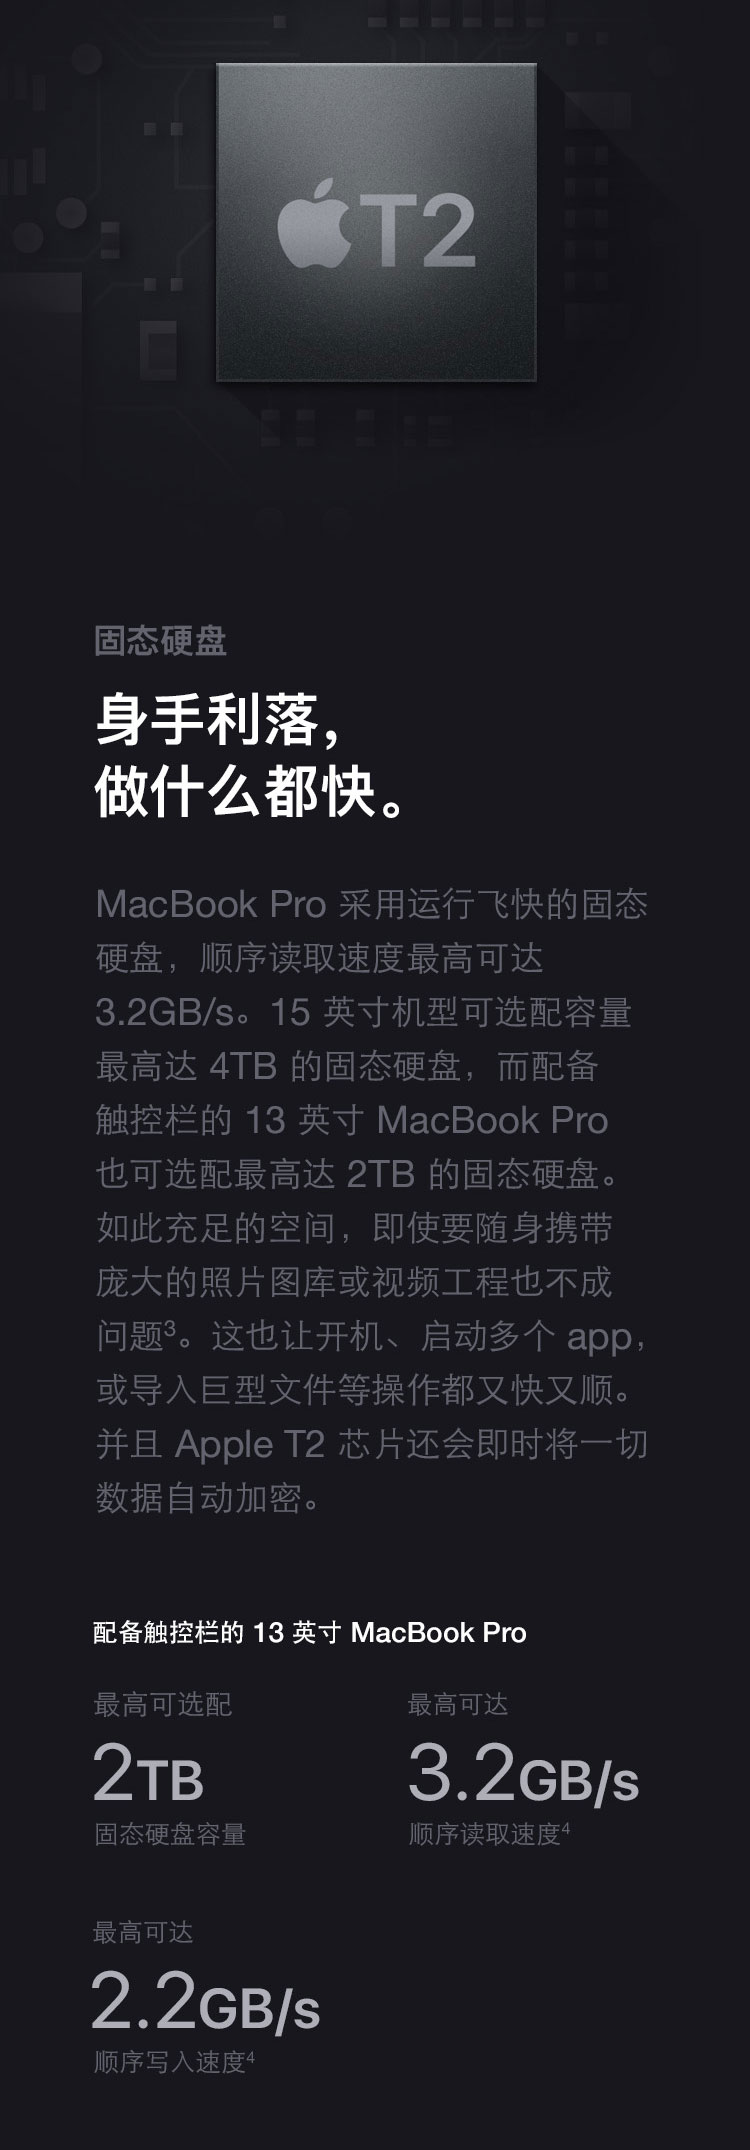 T2
固态硬盘
身手利落，
做什么都快。
MacBook Pro 采用运行飞快的固态
硬盘，顺序读取速度最高可达
3.2GB/s。15 英寸机型可选配容量
最高达 4TB 的固态硬盘，而配备
触控栏的 13 英寸 MacBook Pro
也可选配最高达 2TB 的固态硬盘。
如此充足的空间，即使要随身携带
庞大的照片图库或视频工程也不成
问题³。这也让开机、启动多个 app，
或导入巨型文件等操作都又快又顺。
并且 Apple T2 芯片还会即时将一切
数据自动加密。
配备触控栏的 13 英寸 MacBook Pro
最高可选配
2TB
固态硬盘容量
最高可达
3.2GB/s
顺序读取速度⁴
最高可达
2.2GB/s
顺序写入速度⁴